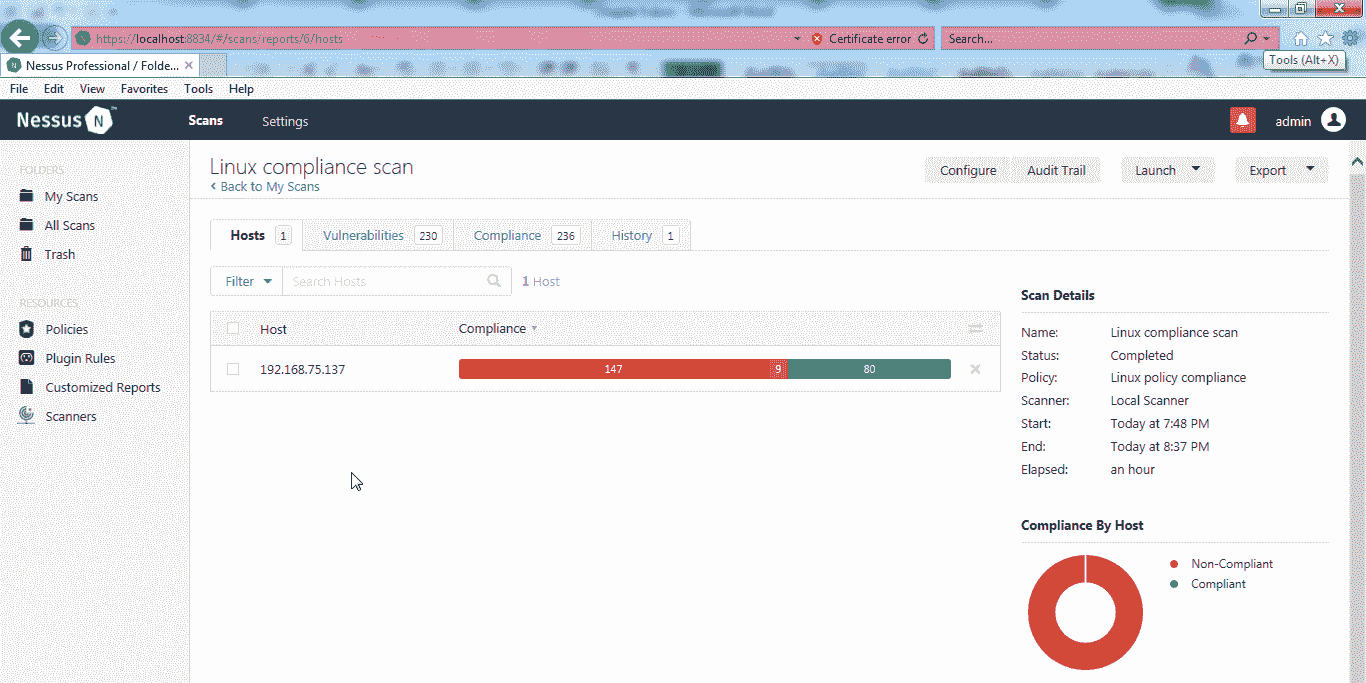 https://localhost:8834/#/scans/reports/6/hosts
Certificate error
Search...
Nessus Professional / Folde...
Tools (Alt+X)
File Edit View Favorites Tools Help
Nessus N ™
Scans
Settings
admin
FOLDERS
My Scans
All Scans
Trash
RESOURCES
Policies
Plugin Rules
Customized Reports
Scanners
Linux compliance scan
Back to My Scans
Configure
Audit Trail
Launch
Export
Hosts 1
Vulnerabilities 230
Compliance 236
History 1
Filter
Search Hosts
1 Host
Host
Compliance
192.168.75.137
147
9
80
Scan Details
Name: Linux compliance scan
Status: Completed
Policy: Linux policy compliance
Scanner: Local Scanner
Start: Today at 7:48 PM
End: Today at 8:37 PM
Elapsed: an hour
Compliance By Host
Non-Compliant
Compliant